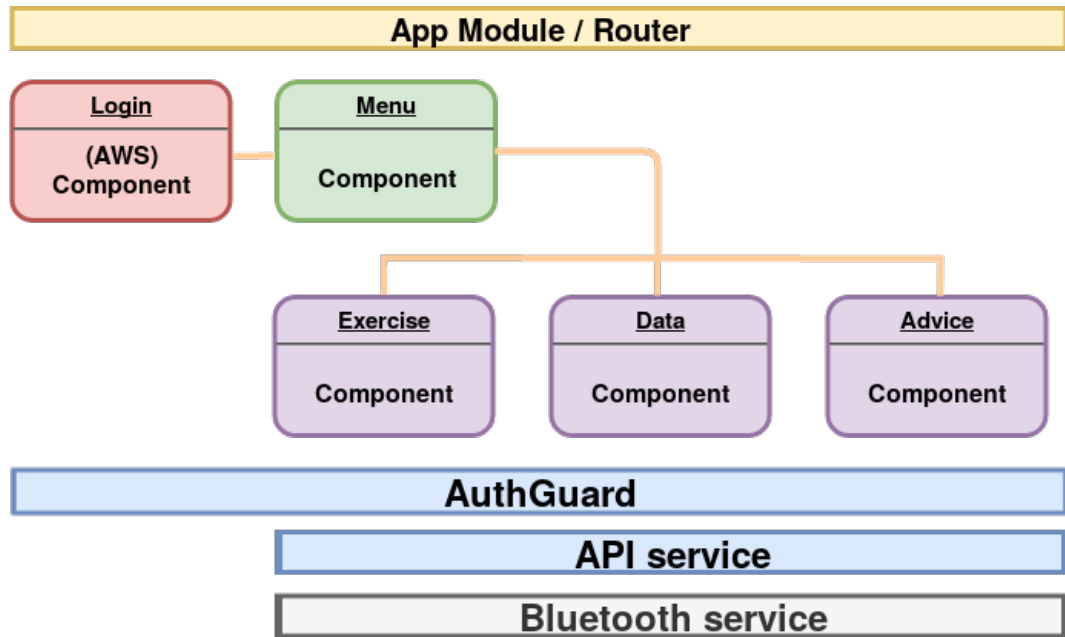 App Module / Router
Login
(AWS)
Component
Menu
Component
Exercise
Component
Data
Component
Advice
Component
AuthGuard
API service
Bluetooth service